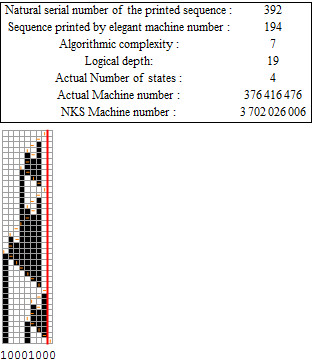 Natural serial number of the printed sequence : 392
Sequence printed by elegant machine number : 194
Algorithmic complexity : 7
Logical depth: 19
Actual Number of states : 4
Actual Machine number : 376 416 476
NKS Machine number : 3 702 026 006
10001000